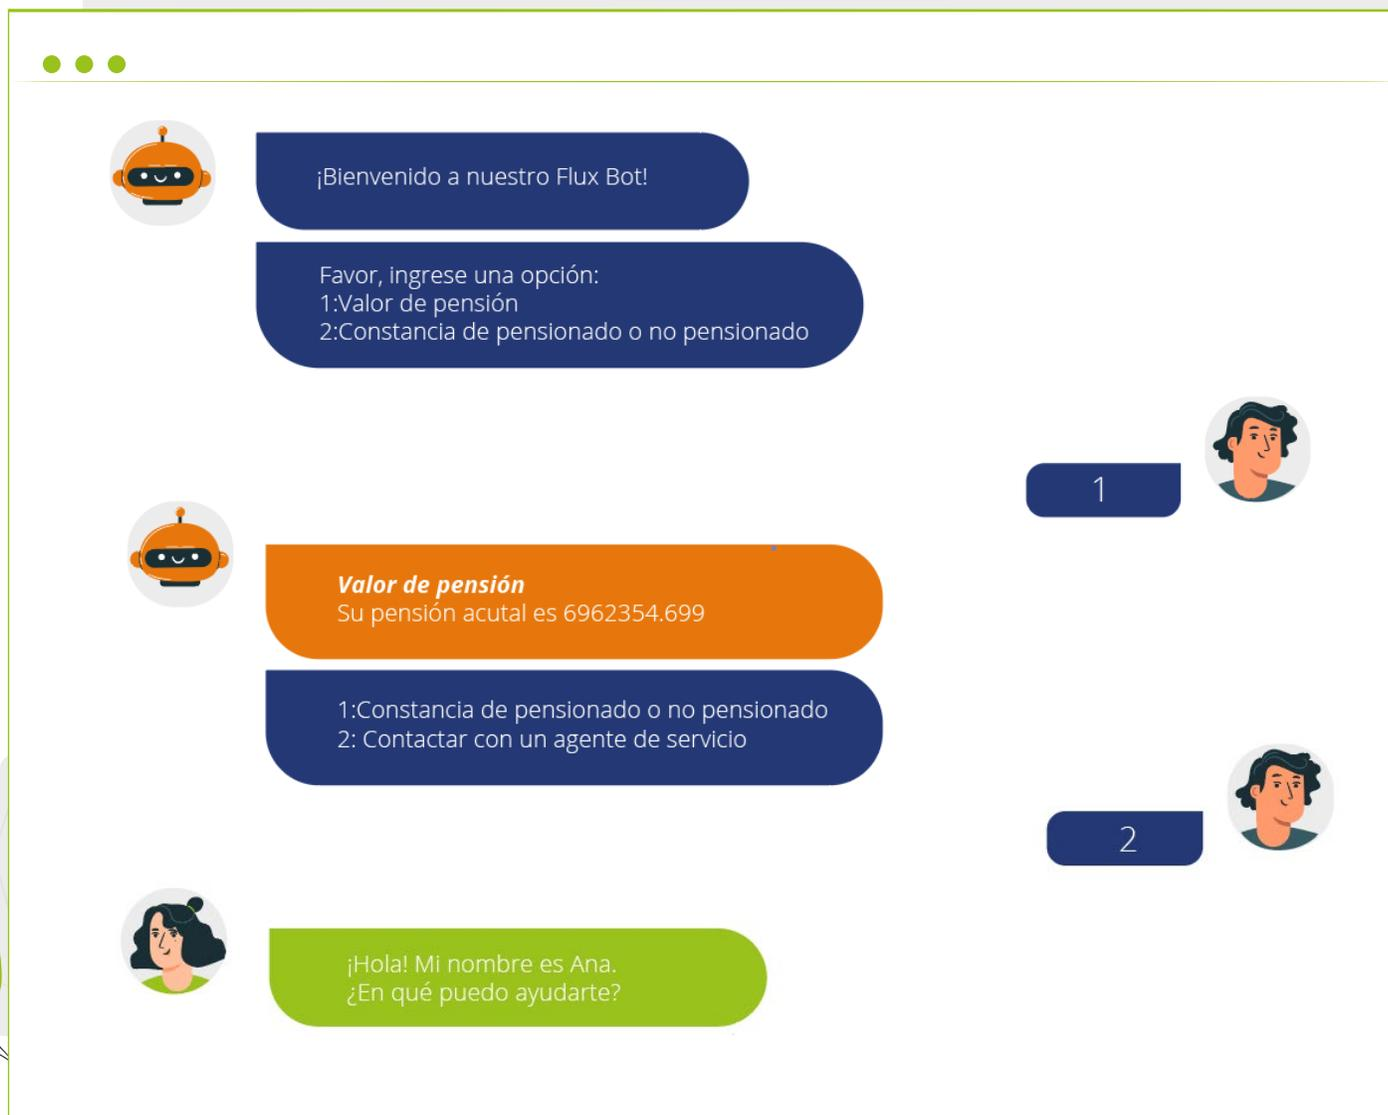 ¡Bienvenido a nuestro Flux Bot!
Favor, ingrese una opción:
1:Valor de pensión
2:Constancia de pensionado o no pensionado
1
Valor de pensión
Su pensión acutal es 6962354.699
1:Constancia de pensionado o no pensionado
2: Contactar con un agente de servicio
2
¡Hola! Mi nombre es Ana.
¿En qué puedo ayudarte?